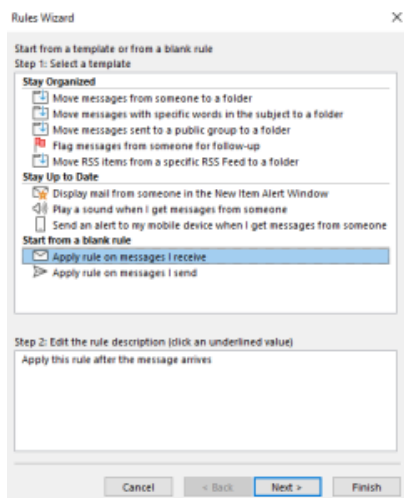 Rules Wizard
Start from a template or from a blank rule
Step 1: Select a template
Stay Organized
Move messages from someone to a folder
Move messages with specific words in the subject to a folder
Move messages sent to a public group to a folder
Flag messages from someone for follow-up
Move RSS items from a specific RSS Feed to a folder
Stay Up to Date
Display mail from someone in the New Item Alert Window
Play a sound when I get messages from someone
Send an alert to my mobile device when I get messages from someone
Start from a blank rule
Apply rule on messages I receive
Apply rule on messages I send
Step 2: Edit the rule description (click an underlined value)
Apply this rule after the message arrives
Cancel < Back Next > Finish